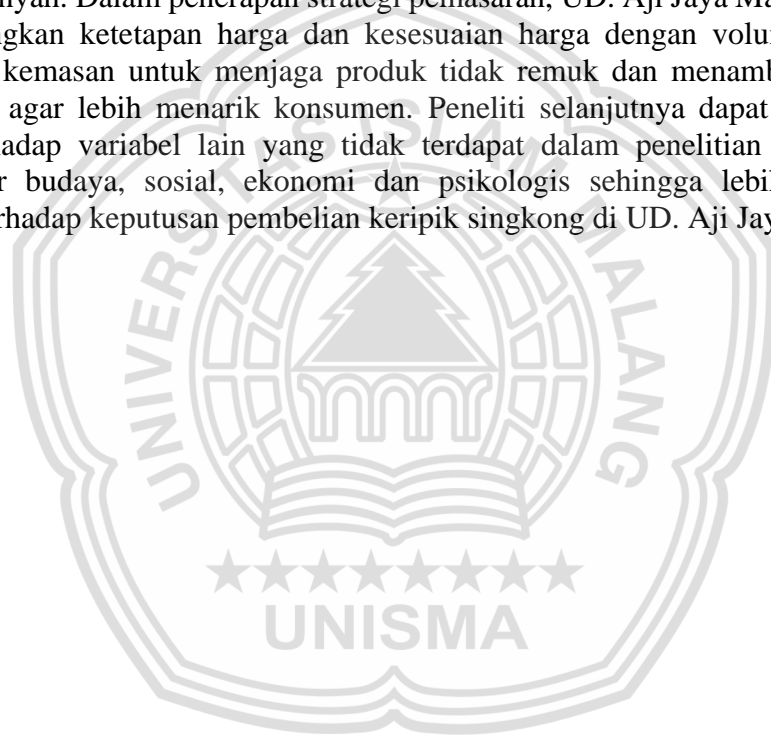 nyah. Dalam penerapan strategi pemasaran, UD. Aji Jaya Ma
ngkan ketetapan harga dan kesesuaian harga dengan volu
kemasan untuk menjaga produk tidak remuk dan menamb
agar lebih menarik konsumen. Peneliti selanjutnya dapat
adap variabel lain yang tidak terdapat dalam penelitian
r budaya, sosial, ekonomi dan psikologis sehingga lebih
rhadap keputusan pembelian keripik singkong di UD. Aji Jay
UNIVERSITAS ISLAM MALANG
UNISMA